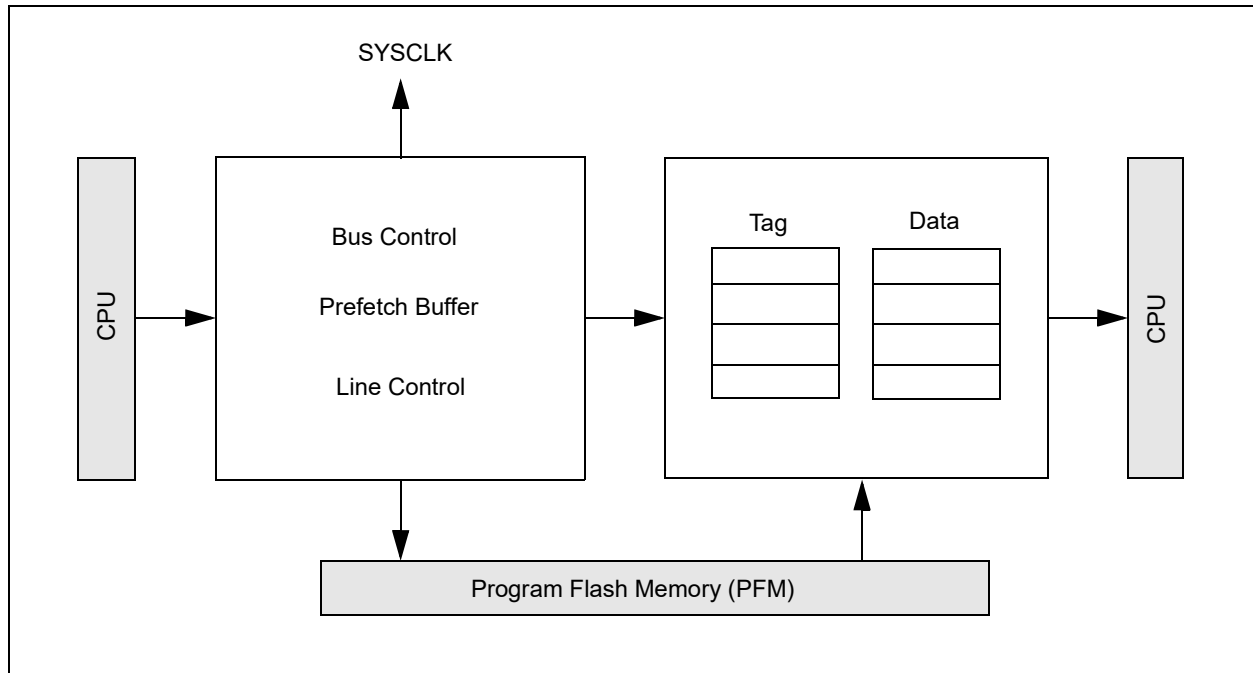 SYSCLK
CPU
Bus Control
Prefetch Buffer
Line Control
Tag
Data
CPU
Program Flash Memory (PFM)